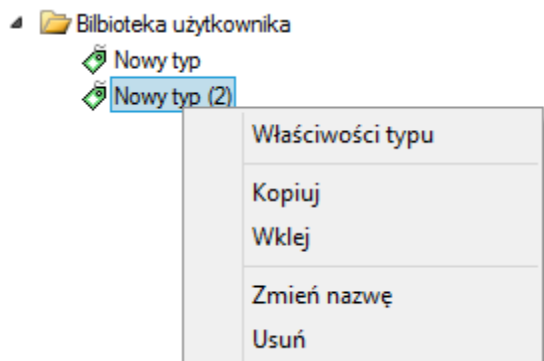 Bilbioteka użytkownika
Nowy typ
Nowy typ (2)
Właściwości typu
Kopiuj
Wklej
Zmień nazwę
Usuń